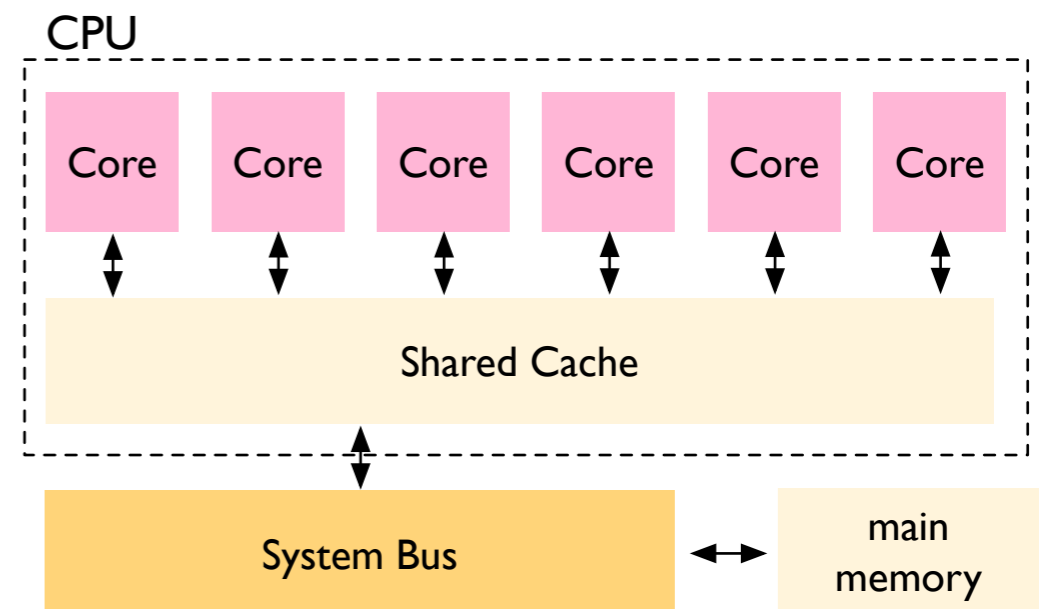 CPU
Core
Core
Core
Core
Core
Core
Shared Cache
System Bus
main
memory